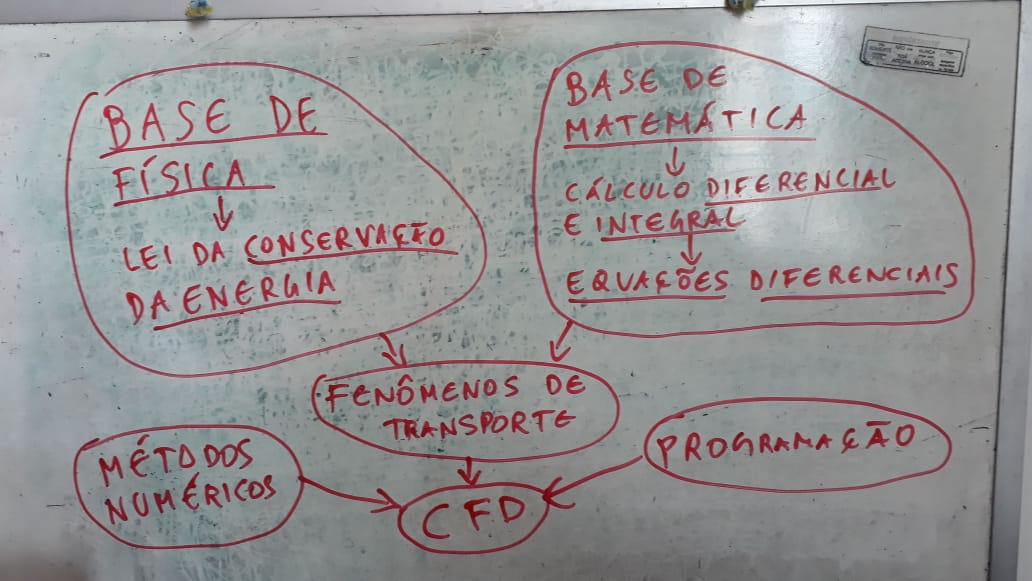 BASE DE
FÍSICA
LEI DA CONSERVAÇÃO
DA ENERGIA
BASE DE
MATEMÁTICA
CÁLCULO DIFERENCIAL
E INTEGRAL
EQUAÇÕES DIFERENCIAIS
FENÔMENOS DE
TRANSPORTE
MÉTODOS
NUMÉRICOS
PROGRAMAÇÃO
CFD